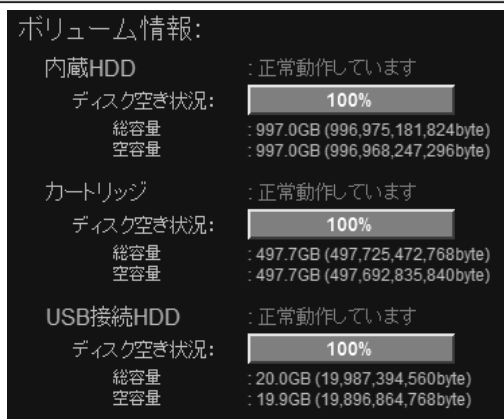 ボリューム情報:
内蔵HDD : 正常動作しています
ディスク空き状況: 100%
総容量 : 997.0GB (996,975,181,824byte)
空容量 : 997.0GB (996,968,247,296byte)
カートリッジ : 正常動作しています
ディスク空き状況: 100%
総容量 : 497.7GB (497,725,472,768byte)
空容量 : 497.7GB (497,692,835,840byte)
USB接続HDD : 正常動作しています
ディスク空き状況: 100%
総容量 : 20.0GB (19,987,394,560byte)
空容量 : 19.9GB (19,896,864,768byte)